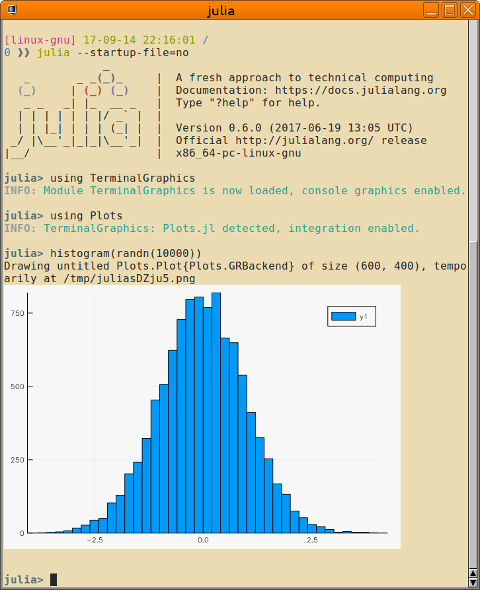 julia
[linux-gnu] 17-09-14 22:16:01 /
0 ❯❯ julia --startup-file=no
A fresh approach to technical computing
Documentation: https://docs.julialang.org
Type "?help" for help.
Version 0.6.0 (2017-06-19 13:05 UTC)
Official http://julialang.org/ release
x86_64-pc-linux-gnu
julia> using TerminalGraphics
INFO: Module TerminalGraphics is now loaded, console graphics enabled.
julia> using Plots
INFO: TerminalGraphics: Plots.jl detected, integration enabled.
julia> histogram(randn(10000))
Drawing untitled Plots.Plot{Plots.GRBackend} of size (600, 400), tempo
arily at /tmp/juliasDZju5.png
y1
750
500
250
0
−2.5 0.0 2.5
julia>